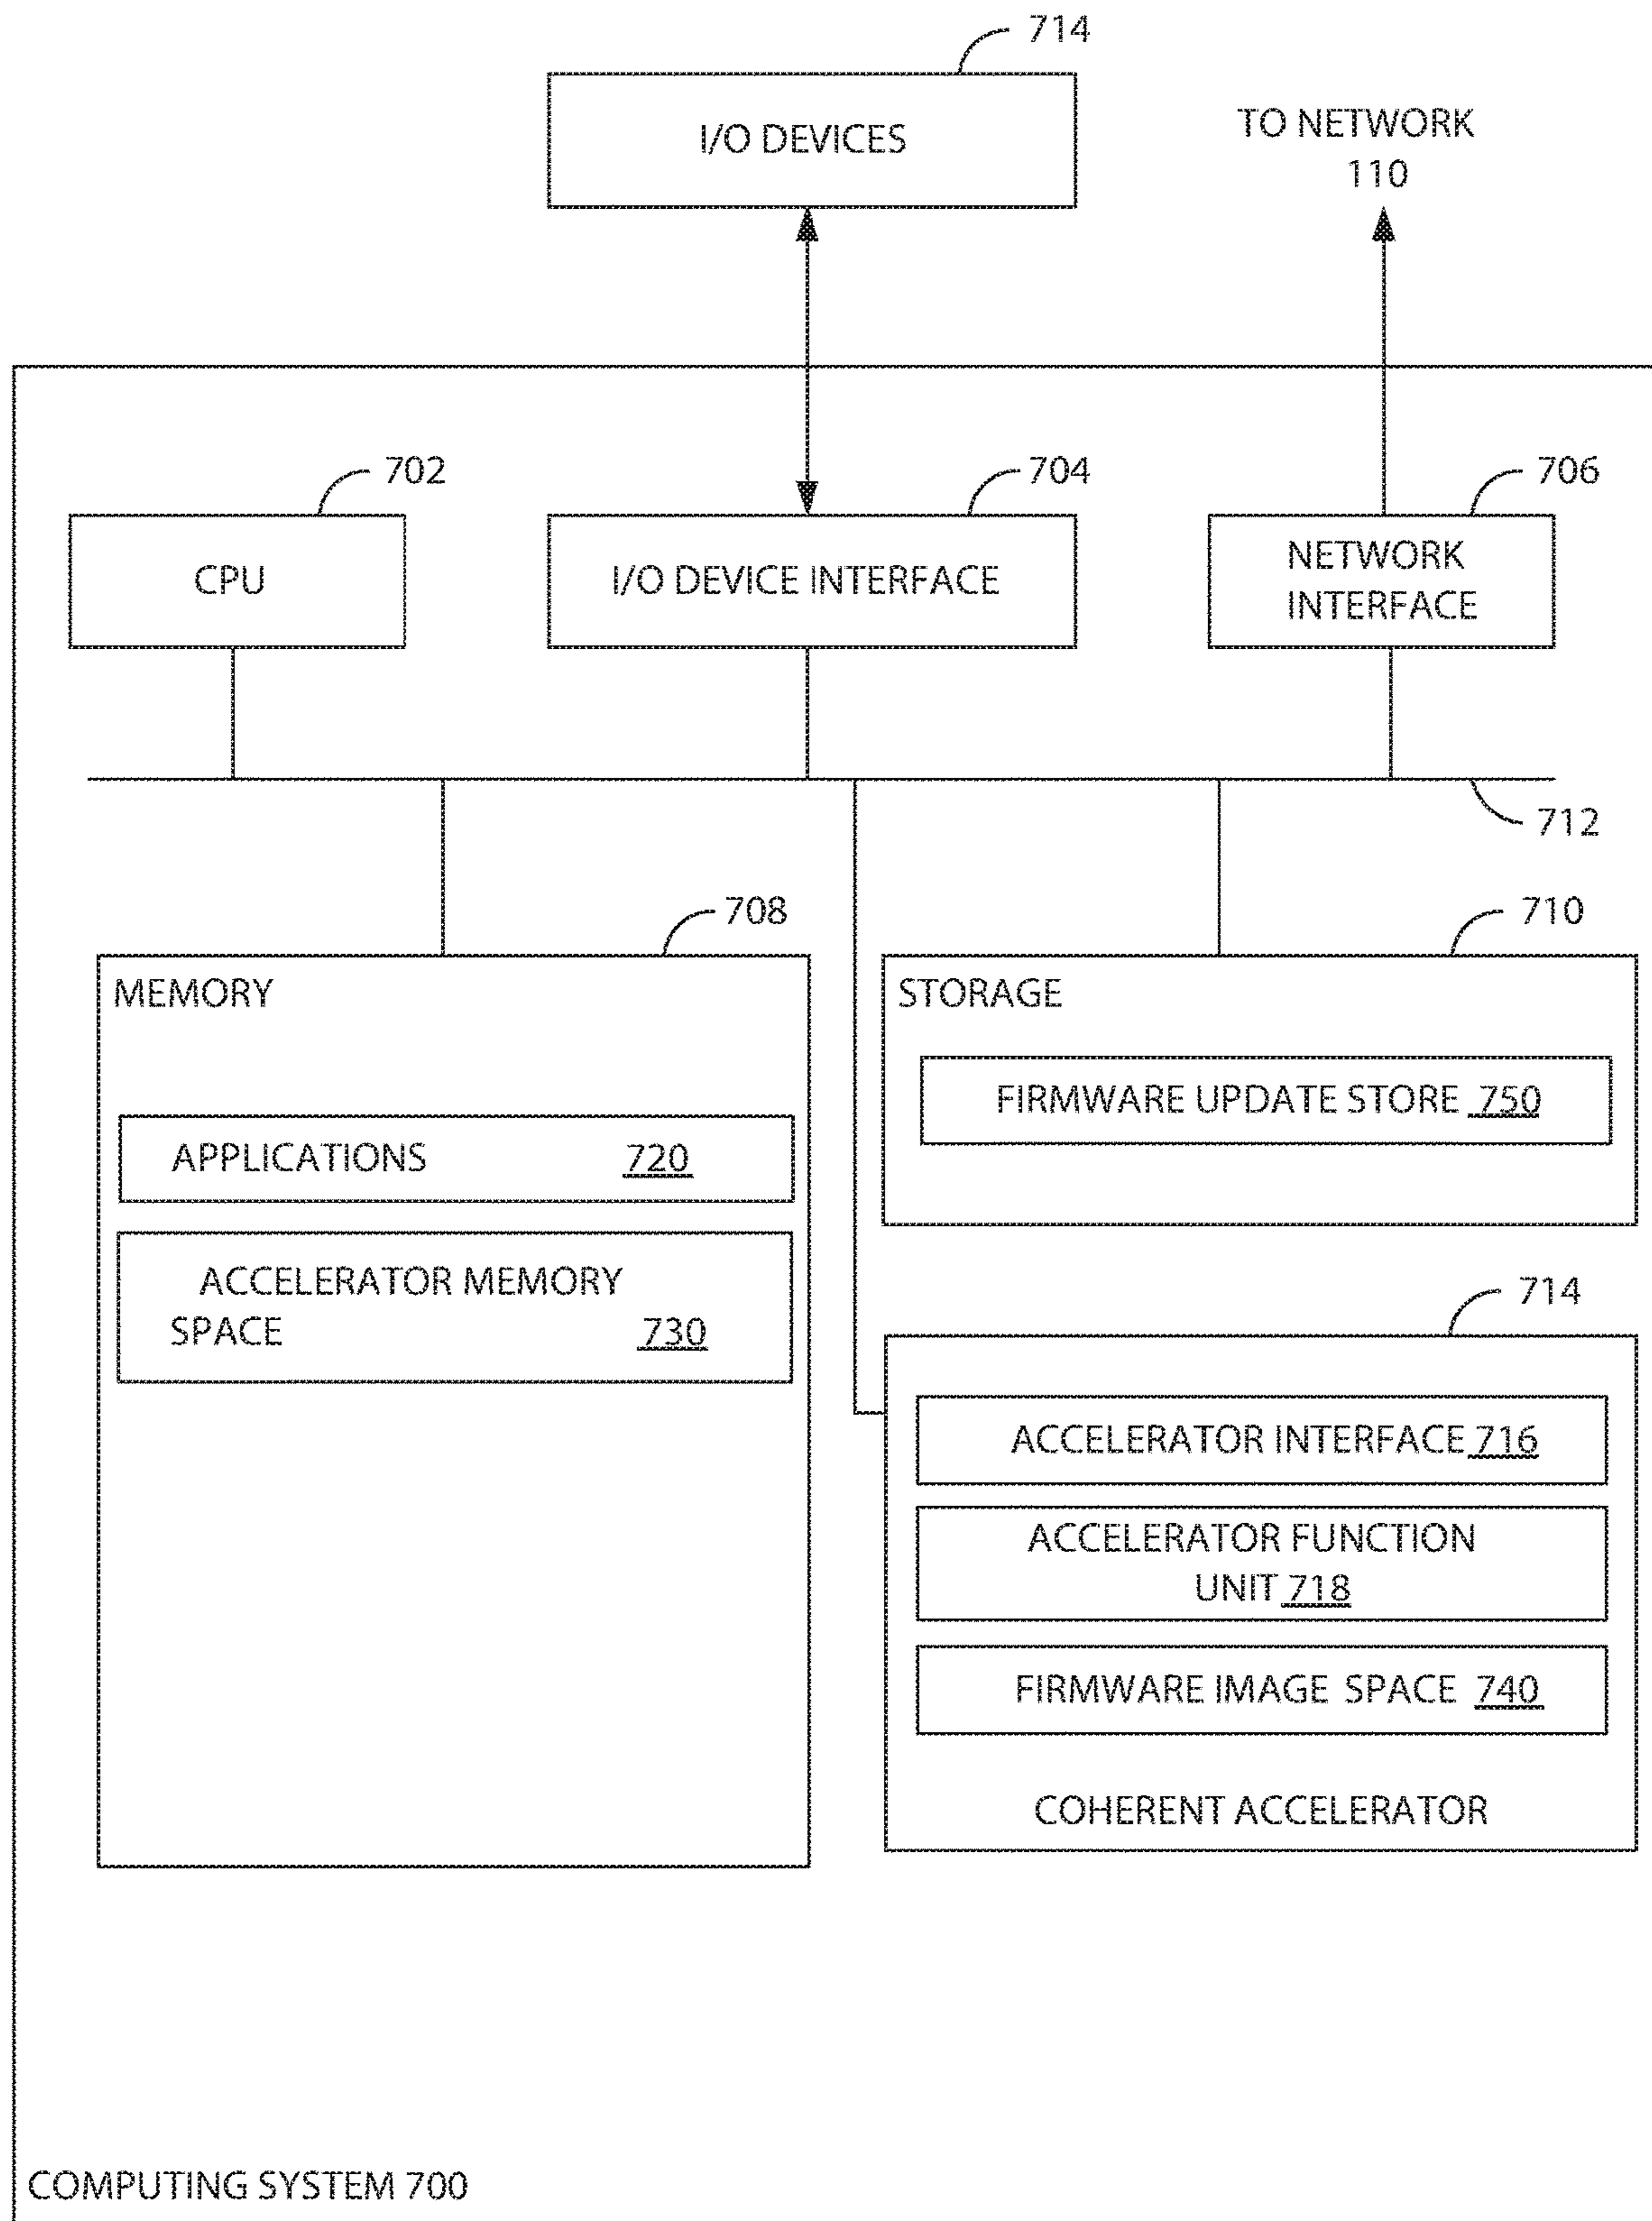 714
I/O DEVICES
TO NETWORK
110
702
704
706
CPU
I/O DEVICE INTERFACE
NETWORK
INTERFACE
712
708
710
MEMORY
STORAGE
FIRMWARE UPDATE STORE 750
APPLICATIONS 720
ACCELERATOR MEMORY
SPACE 730
714
ACCELERATOR INTERFACE 716
ACCELERATOR FUNCTION
UNIT 718
FIRMWARE IMAGE SPACE 740
COHERENT ACCELERATOR
COMPUTING SYSTEM 700